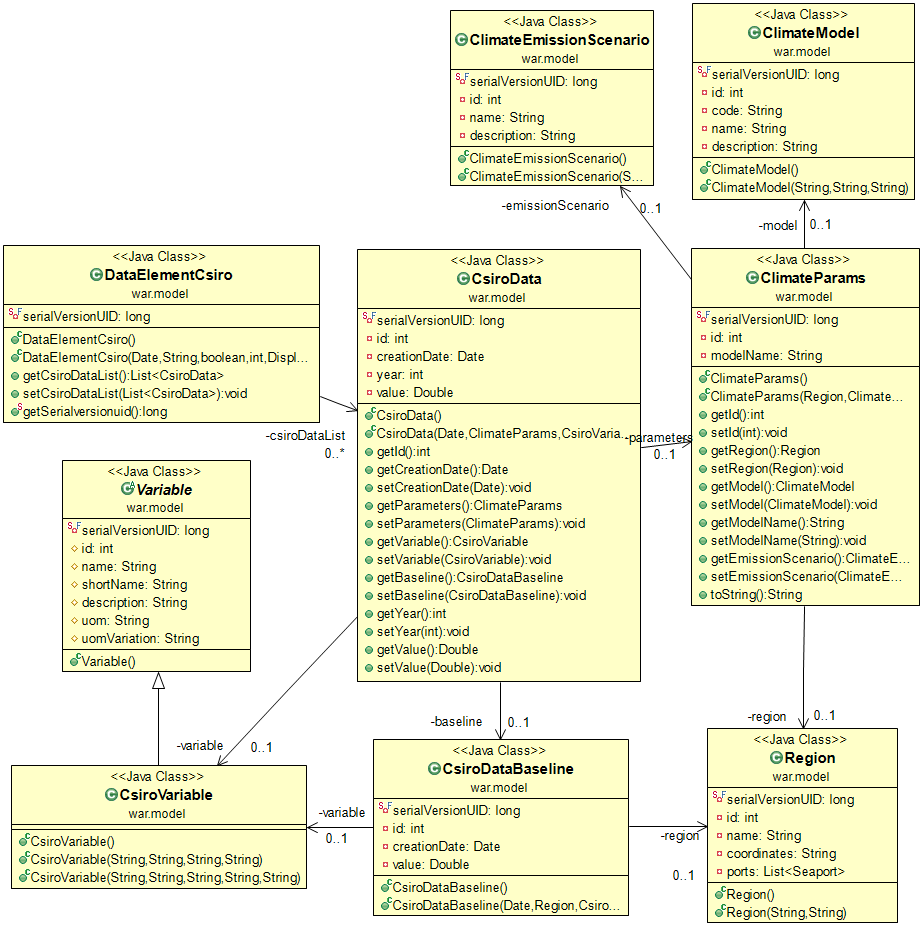 <<Java Class>>
ClimateEmissionScenario
war.model
serialVersionUID: long
id: int
name: String
description: String
ClimateEmissionScenario()
ClimateEmissionScenario(S...
<<Java Class>>
ClimateModel
war.model
serialVersionUID: long
id: int
code: String
name: String
description: String
ClimateModel()
ClimateModel(String,String,String)
-emissionScenario
0..1
-model
0..1
<<Java Class>>
DataElementCsiro
war.model
serialVersionUID: long
DataElementCsiro()
DataElementCsiro(Date,String,boolean,int,Displ...
getCsiroDataList():List<CsiroData>
setCsiroDataList(List<CsiroData>):void
getSerialversionuid():long
-csiroDataList
0..*
<<Java Class>>
CsiroData
war.model
serialVersionUID: long
id: int
creationDate: Date
year: int
value: Double
CsiroData()
CsiroData(Date,ClimateParams,CsiroVaria...
getId():int
getCreationDate():Date
setCreationDate(Date):void
getParameters():ClimateParams
setParameters(ClimateParams):void
getVariable():CsiroVariable
setVariable(CsiroVariable):void
getBaseline():CsiroDataBaseline
setBaseline(CsiroDataBaseline):void
getYear():int
setYear(int):void
getValue():Double
setValue(Double):void
-parameters
0..1
<<Java Class>>
ClimateParams
war.model
serialVersionUID: long
id: int
modelName: String
ClimateParams()
ClimateParams(Region,Climate...
getId():int
setId(int):void
getRegion():Region
setRegion(Region):void
getModel():ClimateModel
setModel(ClimateModel):void
getModelName():String
setModelName(String):void
getEmissionScenario():ClimateE...
setEmissionScenario(ClimateE...
toString():String
<<Java Class>>
Variable
war.model
serialVersionUID: long
id: int
name: String
shortName: String
description: String
uom: String
uomVariation: String
Variable()
-variable
0..1
-baseline
0..1
-region
0..1
<<Java Class>>
CsiroVariable
war.model
CsiroVariable()
CsiroVariable(String,String,String,String)
CsiroVariable(String,String,String,String,String)
-variable
0..1
<<Java Class>>
CsiroDataBaseline
war.model
serialVersionUID: long
id: int
creationDate: Date
value: Double
CsiroDataBaseline()
CsiroDataBaseline(Date,Region,Csiro...
-region
0..1
<<Java Class>>
Region
war.model
serialVersionUID: long
id: int
name: String
coordinates: String
ports: List<Seaport>
Region()
Region(String,String)